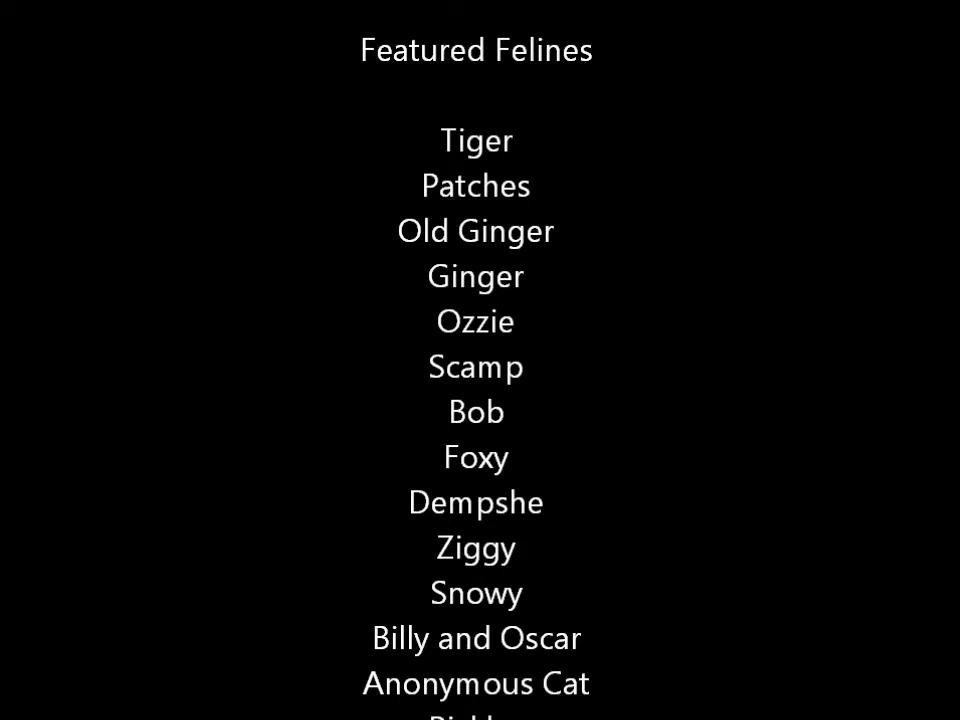 Featured Felines
Tiger
Patches
Old Ginger
Ginger
Ozzie
Scamp
Bob
Foxy
Dempshe
Ziggy
Snowy
Billy and Oscar
Anonymous Cat